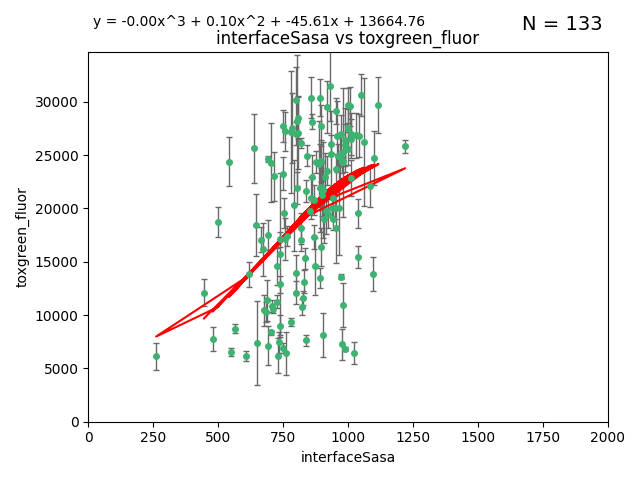 y = -0.00x^3 + 0.10x^2 + -45.61x + 13664.76
N = 133
interfaceSasa vs toxgreen_fluor
30000
25000
20000
15000
10000
5000
0
toxgreen_fluor
0 250 500 750 1000 1250 1500 1750 2000
interfaceSasa